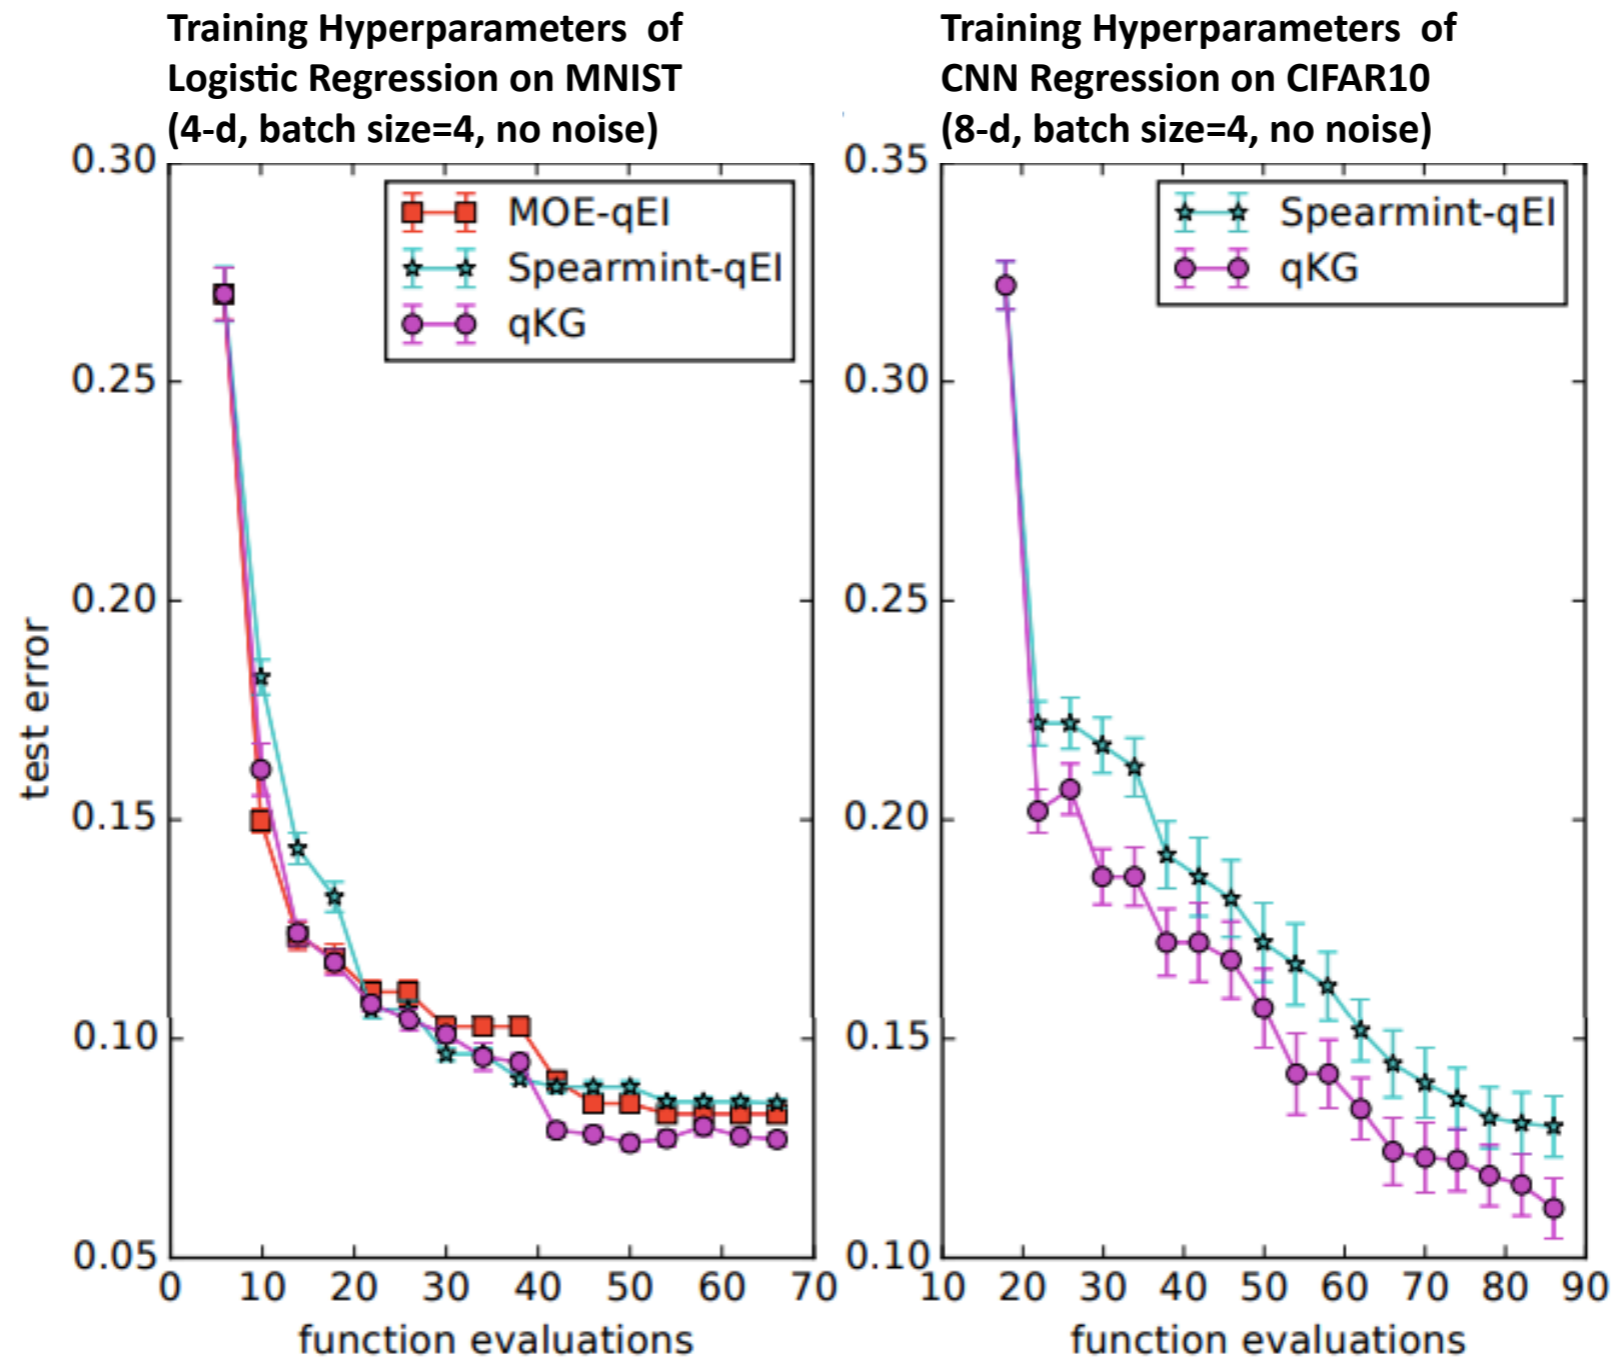 Training Hyperparameters of
Logistic Regression on MNIST
(4-d, batch size=4, no noise)
0.30
0.25
0.20
0.15
0.10
0.05
test error
MOE-qEI
Spearmint-qEI
qKG
0 10 20 30 40 50 60 70
function evaluations
Training Hyperparameters of
CNN Regression on CIFAR10
(8-d, batch size=4, no noise)
0.35
0.30
0.25
0.20
0.15
0.10
Spearmint-qEI
qKG
10 20 30 40 50 60 70 80 90
function evaluations